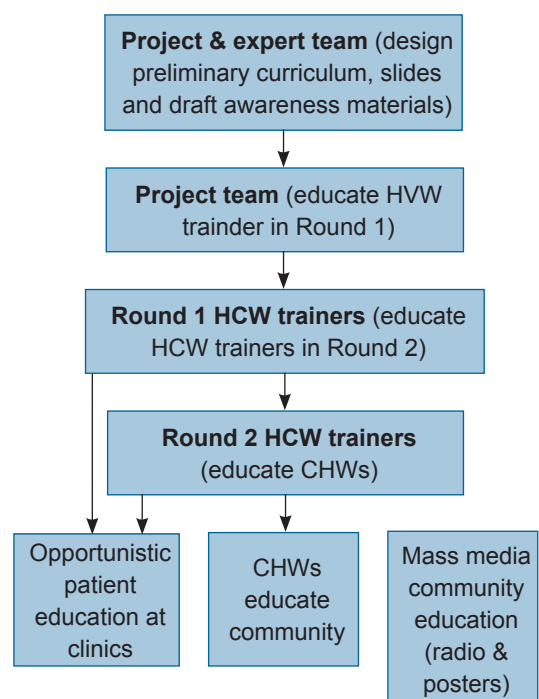 Project & expert team (design
preliminary curriculum, slides
and draft awareness materials)
Project team (educate HVW
trainder in Round 1)
Round 1 HCW trainers (educate
HCW trainers in Round 2)
Round 2 HCW trainers
(educate CHWs)
Opportunistic
patient
education at
clinics
CHWs
educate
community
Mass media
community
education
(radio &
posters)